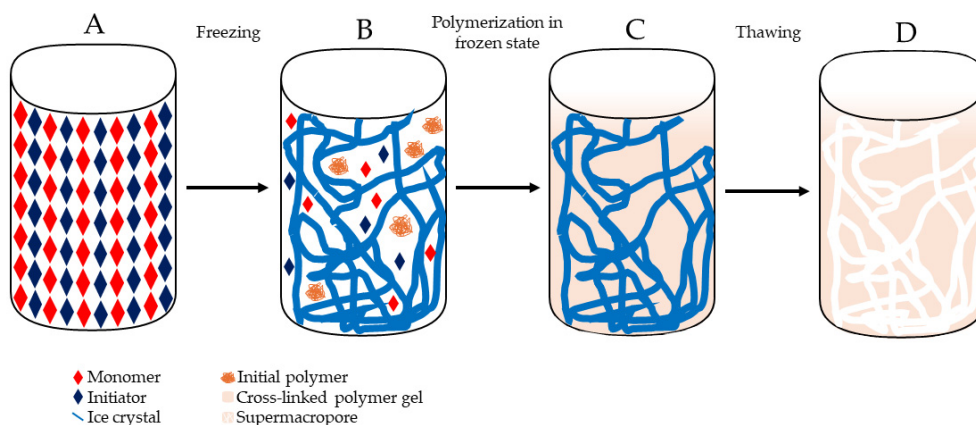 A
Freezing
B
Polymerization in
frozen state
C
Thawing
D
Monomer
Initiator
Ice crystal
Initial polymer
Cross-linked polymer gel
Supermacropore